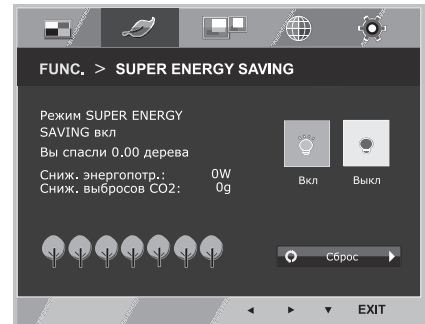 FUNC. > SUPER ENERGY SAVING
Режим SUPER ENERGY
SAVING вкл
Вы спасли 0.00 дерева
Сниж. энергопотр.: 0W
Сниж. выбросов CO2: 0g
Вкл Выкл
Сброс
EXIT